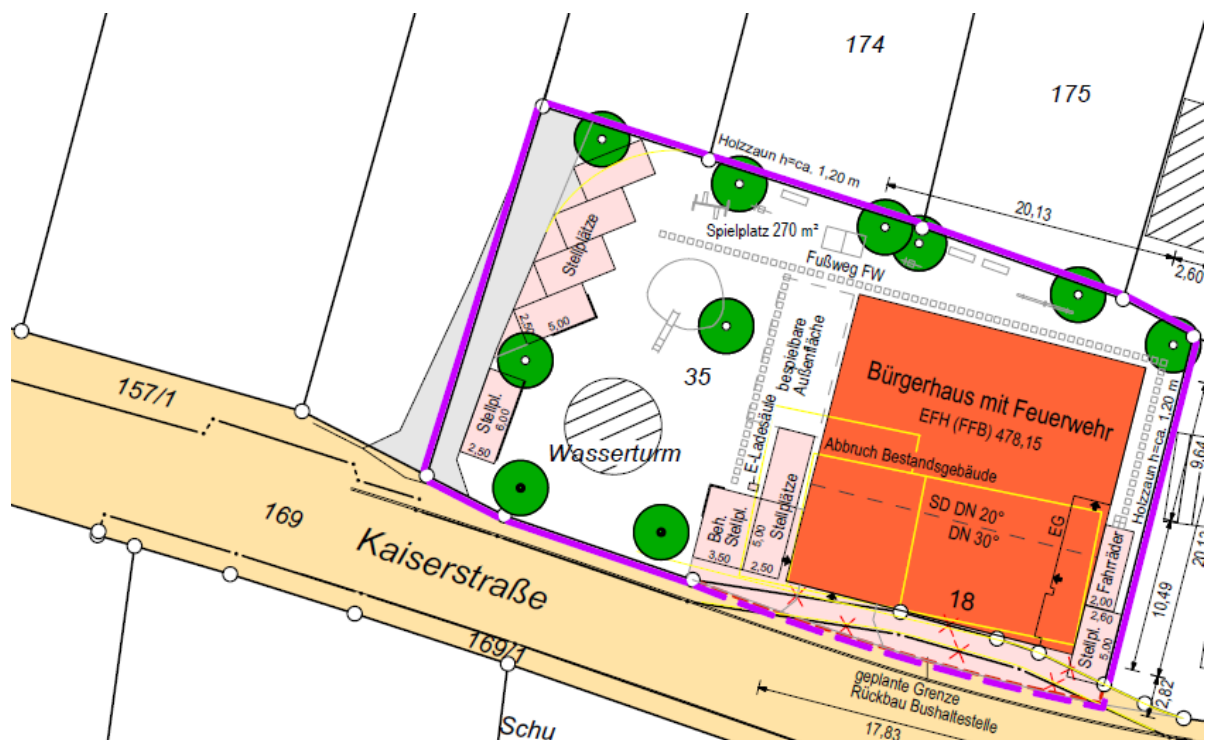 174
175
Holzzaun h=ca. 1,20 m
20,13
2,60
Spielplatz 270 m²
Fußweg FW
Stellplätze
2,50
5,00
35
bespielbare
Außenfläche
E-Ladesäule
Bürgerhaus mit Feuerwehr
EFH (FFB) 478,15
Abbruch Bestandsgebäude
SD DN 20°
DN 30°
EG
18
Holzzaun h=ca. 1,20 m
9,64
20,13
10,49
Fahrräder
2,00
2,60
Stellpl.
5,00
2,82
157/1
Stellpl.
6,00
2,50
Wasserturm
Beh.
Stellpl.
3,50
Stellplätze
5,00
2,50
169
Kaiserstraße
169/1
geplante Grenze
Rückbau Bushaltestelle
17,83
Schu